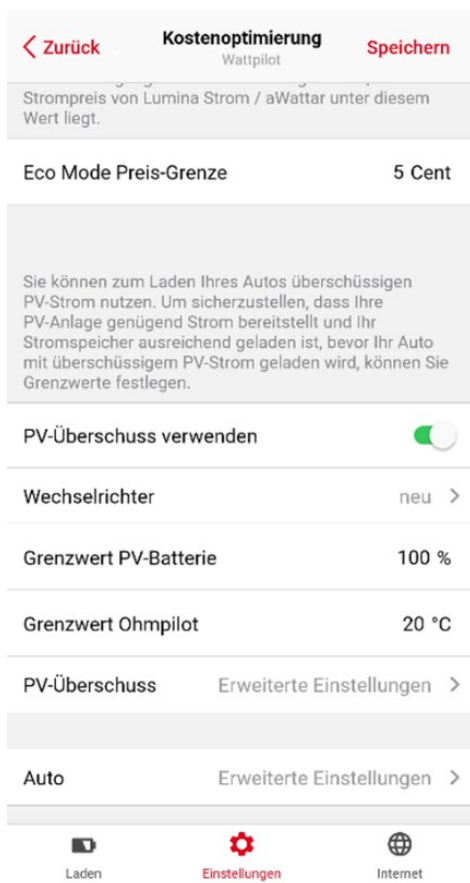 Zurück
Kostenoptimierung
Speichern
Wattpilot
Strompreis von Lumina Strom / aWattar unter diesem
Wert liegt.
Eco Mode Preis-Grenze 5 Cent
Sie können zum Laden Ihres Autos überschüssigen
PV-Strom nutzen. Um sicherzustellen, dass Ihre
PV-Anlage genügend Strom bereitstellt und Ihr
Stromspeicher ausreichend geladen ist, bevor Ihr Auto
mit überschüssigem PV-Strom geladen wird, können Sie
Grenzwerte festlegen.
PV-Überschuss verwenden
Wechselrichter neu >
Grenzwert PV-Batterie 100 %
Grenzwert Ohmpilot 20 °C
PV-Überschuss Erweiterte Einstellungen >
Auto Erweiterte Einstellungen >
Laden
Einstellungen
Internet